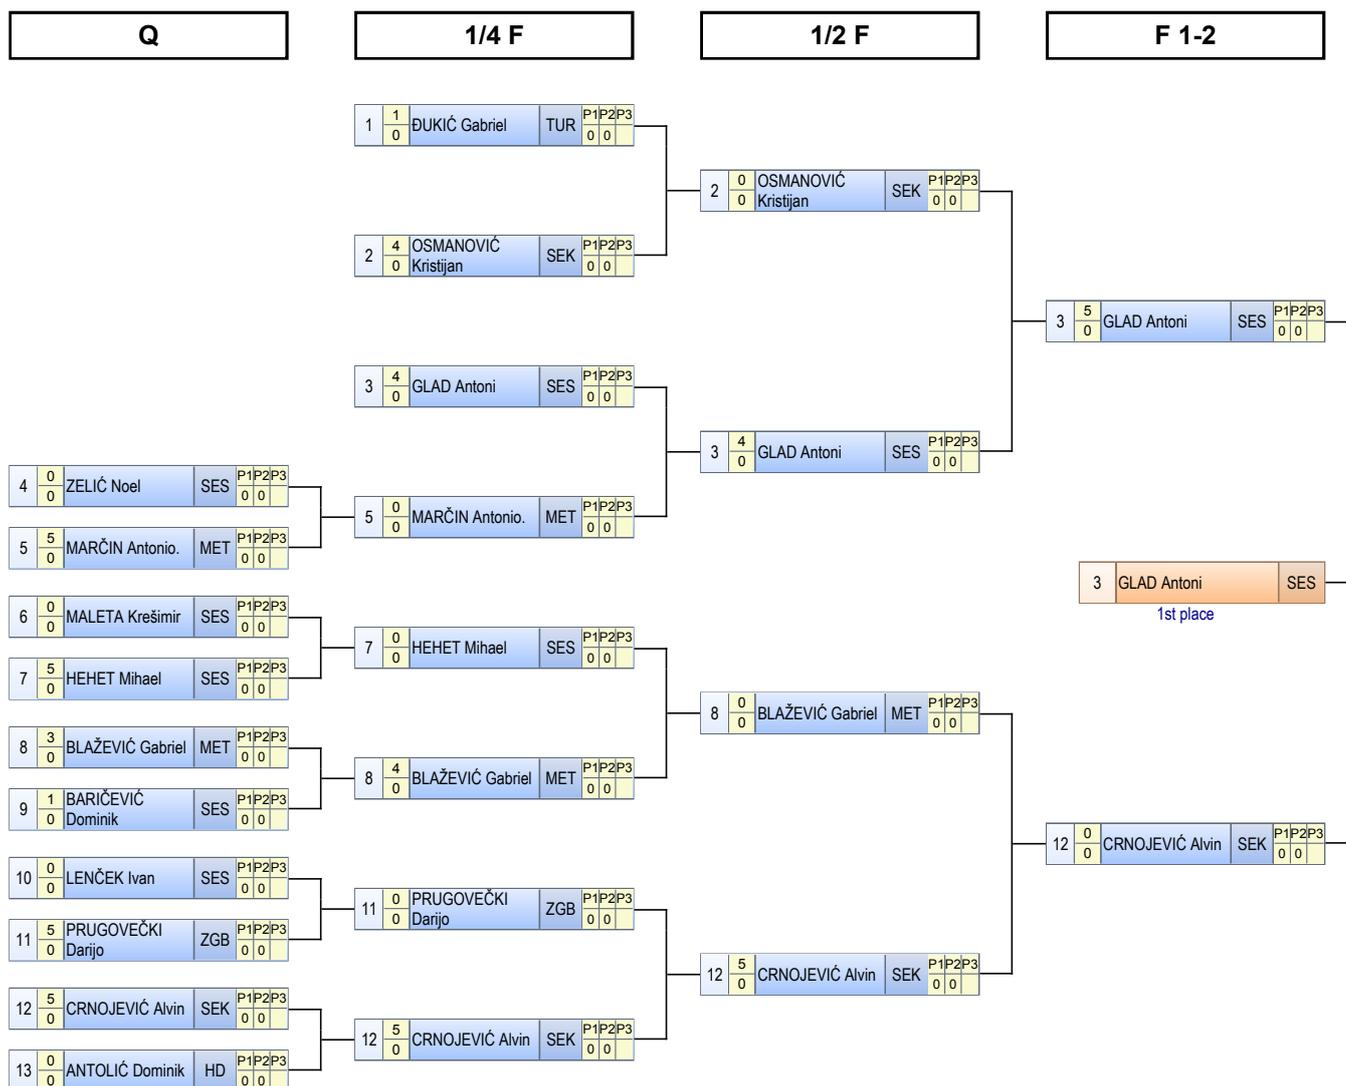 Q
1/4 F
1/2 F
F 1-2
1 1 0 ĐUKIĆ Gabriel TUR P1 P2 P3 0 0
2 4 0 OSMANOVIĆ Kristijan SEK P1 P2 P3 0 0
3 4 0 GLAD Antoni SES P1 P2 P3 0 0
5 0 0 MARČIN Antonio. MET P1 P2 P3 0 0
7 0 0 HEHET Mihael SES P1 P2 P3 0 0
8 4 0 BLAŽEVIĆ Gabriel MET P1 P2 P3 0 0
11 0 0 PRUGOVEČKI Darijo ZGB P1 P2 P3 0 0
12 5 0 CRNOJEVIĆ Alvin SEK P1 P2 P3 0 0
2 0 0 OSMANOVIĆ Kristijan SEK P1 P2 P3 0 0
3 4 0 GLAD Antoni SES P1 P2 P3 0 0
8 0 0 BLAŽEVIĆ Gabriel MET P1 P2 P3 0 0
12 5 0 CRNOJEVIĆ Alvin SEK P1 P2 P3 0 0
3 5 0 GLAD Antoni SES P1 P2 P3 0 0
3 GLAD Antoni SES
1st place
12 0 0 CRNOJEVIĆ Alvin SEK P1 P2 P3 0 0
4 0 0 ZELIĆ Noel SES P1 P2 P3 0 0
5 5 0 MARČIN Antonio. MET P1 P2 P3 0 0
6 0 0 MALETA Krešimir SES P1 P2 P3 0 0
7 5 0 HEHET Mihael SES P1 P2 P3 0 0
8 3 0 BLAŽEVIĆ Gabriel MET P1 P2 P3 0 0
9 1 0 BARIČEVIĆ Dominik SES P1 P2 P3 0 0
10 0 0 LENČEK Ivan SES P1 P2 P3 0 0
11 5 0 PRUGOVEČKI Darijo ZGB P1 P2 P3 0 0
12 5 0 CRNOJEVIĆ Alvin SEK P1 P2 P3 0 0
13 0 0 ANTOLIĆ Dominik HD P1 P2 P3 0 0